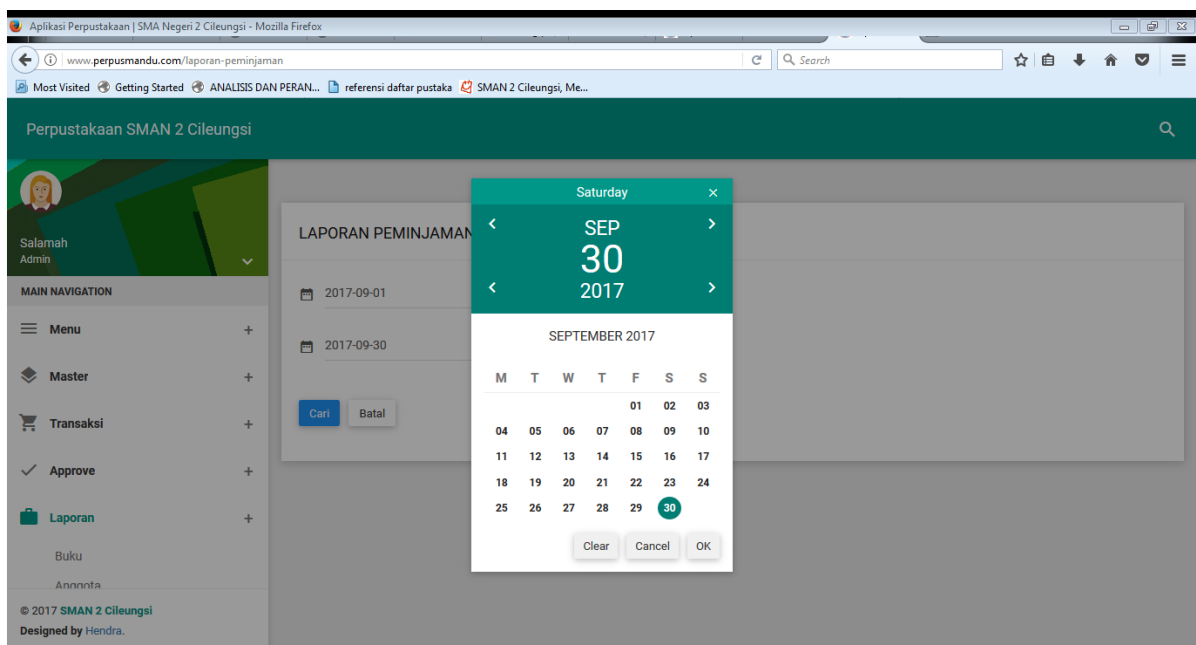 Aplikasi Perpustakaan | SMA Negeri 2 Cileungsi - Mozilla Firefox
www.perpusmandu.com/laporan-peminjaman
Search
Most Visited Getting Started ANALISIS DAN PERAN... referensi daftar pustaka SMAN 2 Cileungsi, Me...
Perpustakaan SMAN 2 Cileungsi
Salamah
Admin
MAIN NAVIGATION
Menu +
Master +
Transaksi +
Approve +
Laporan +
Buku
Anggota
© 2017 SMAN 2 Cileungsi
Designed by Hendra.
LAPORAN PEMINJAMAN
2017-09-01
2017-09-30
Cari Batal
Saturday ×
SEP
30
2017
SEPTEMBER 2017
M T W T F S S
01 02 03
04 05 06 07 08 09 10
11 12 13 14 15 16 17
18 19 20 21 22 23 24
25 26 27 28 29 30
Clear Cancel OK